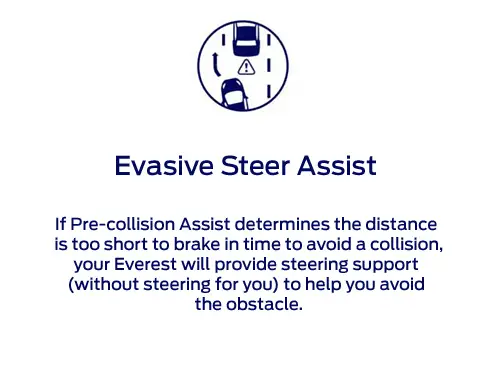 Evasive Steer Assist
If Pre-collision Assist determines the distance
is too short to brake in time to avoid a collision,
your Everest will provide steering support
(without steering for you) to help you avoid
the obstacle.